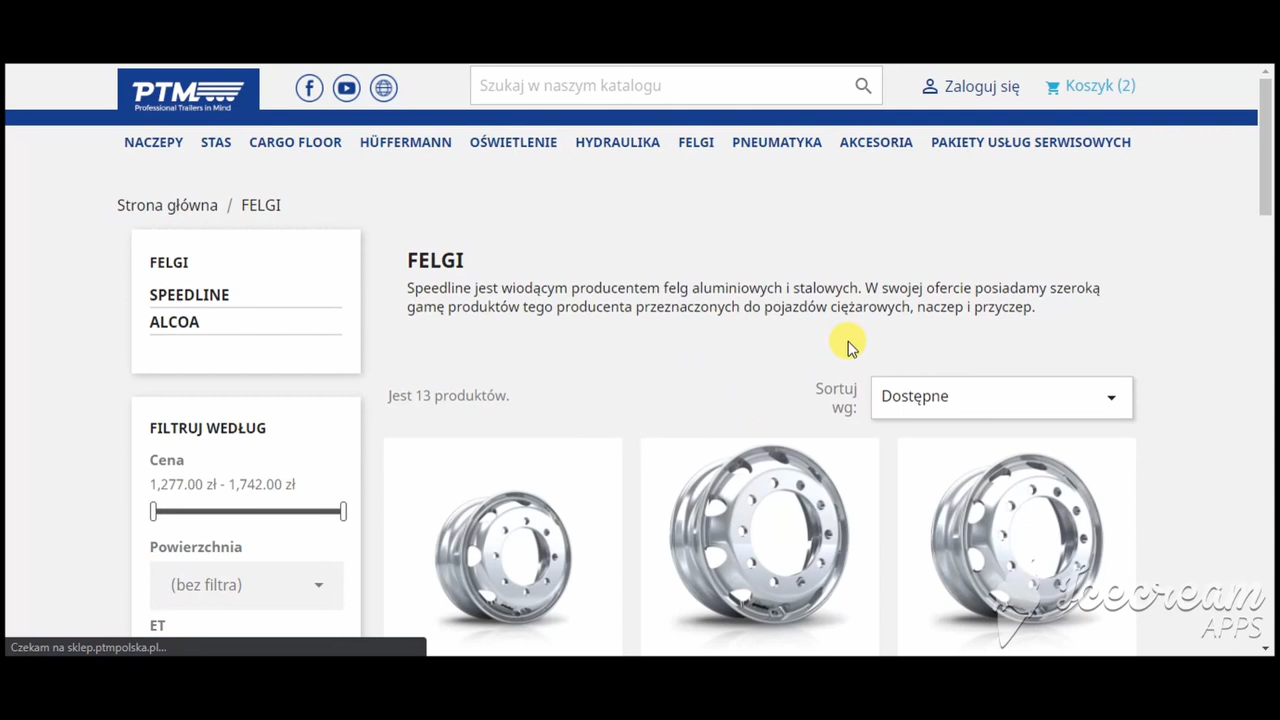 PTM
Professional Trailers in Mind
Szukaj w naszym katalogu
Zaloguj się
Koszyk (2)
NACZEPY STAS CARGO FLOOR HÜFFERMANN OŚWIETLENIE HYDRAULIKA FELGI PNEUMATYKA AKCESORIA PAKIETY USŁUG SERWISOWYCH
Strona główna / FELGI
FELGI
SPEEDLINE
ALCOA
FELGI
Speedline jest wiodącym producentem felg aluminiowych i stalowych. W swojej ofercie posiadamy szeroką
gamę produktów tego producenta przeznaczonych do pojazdów ciężarowych, naczep i przyczep.
Jest 13 produktów.
Sortuj
wg:
Dostępne
FILTRUJ WEDŁUG
Cena
1,277.00 zł - 1,742.00 zł
Powierzchnia
(bez filtra)
ET
Czekam na sklep.ptmpolska.pl...
Icecream
APPS